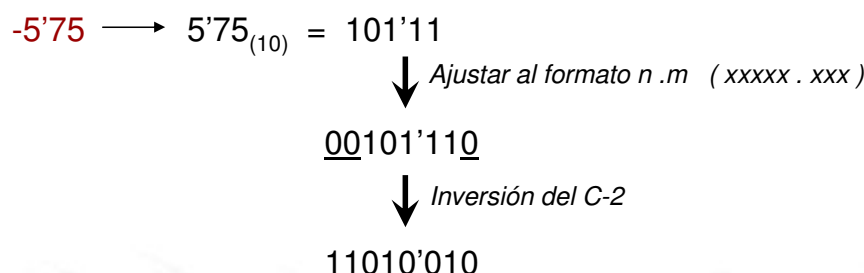 -5’75 → 5’75(10) = 101’11
Ajustar al formato n .m ( xxxxx . xxx )
00101’110
Inversión del C-2
11010’010